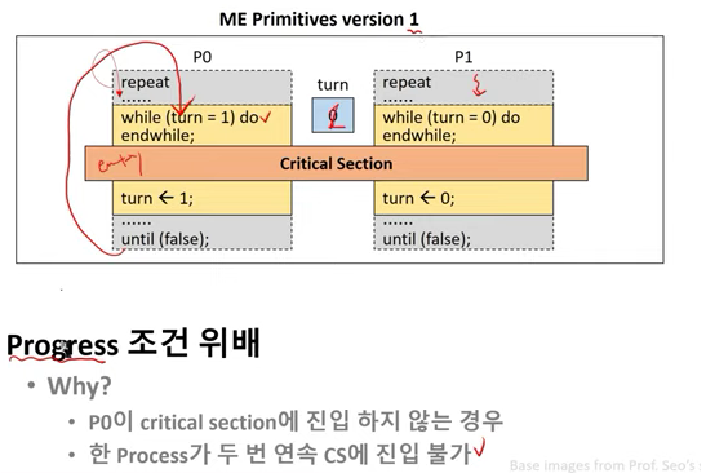 ME Primitives version 1
P0 P1
repeat turn repeat
......
while (turn = 1) do while (turn = 0) do
endwhile; endwhile;
Critical Section
turn ← 1; turn ← 0;
...... ......
until (false); until (false);
Progress 조건 위배
• Why?
• P0이 critical section에 진입 하지 않는 경우
• 한 Process가 두 번 연속 CS에 진입 불가
Base images from Prof. Seo's